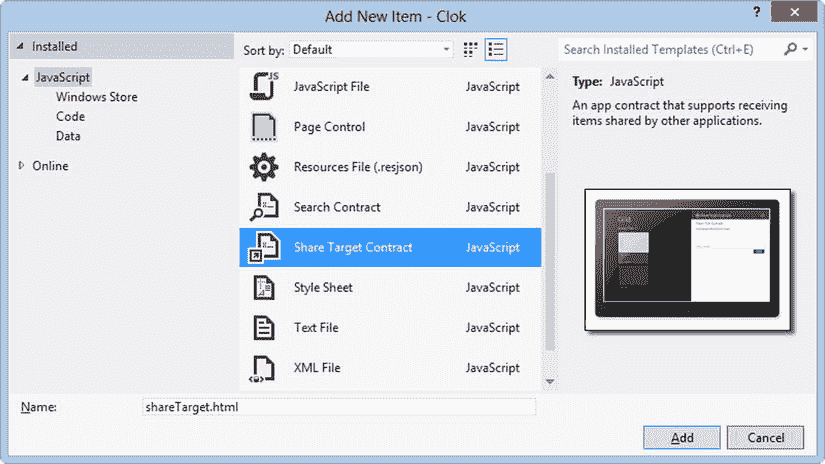 Add New Item - Clok
?
Installed
Sort by: Default
Search Installed Templates (Ctrl+E)
JavaScript
Windows Store
Code
Data
Online
JavaScript File JavaScript
Page Control JavaScript
Resources File (.resjson) JavaScript
Search Contract JavaScript
Share Target Contract JavaScript
Style Sheet JavaScript
Text File JavaScript
XML File JavaScript
Type: JavaScript
An app contract that supports receiving
items shared by other applications.
Name: shareTarget.html
Add Cancel